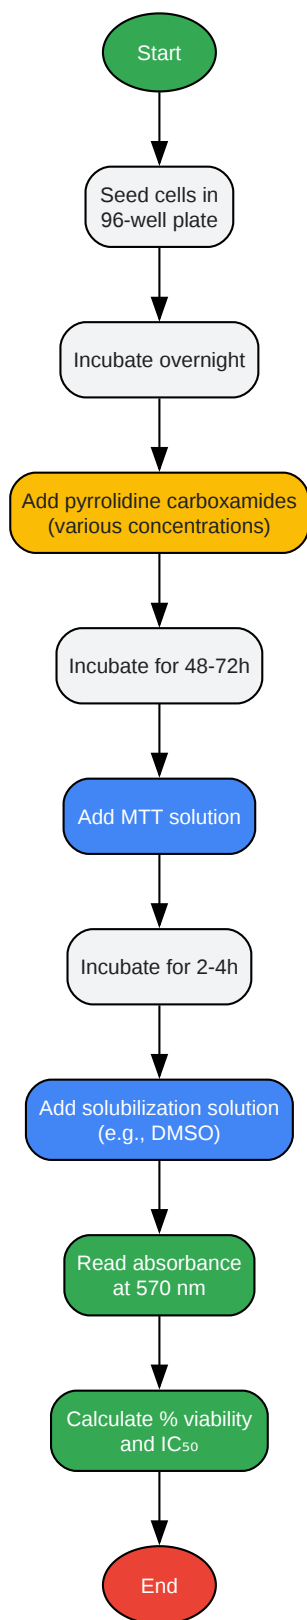 Start
Seed cells in
96-well plate
Incubate overnight
Add pyrrolidine carboxamides
(various concentrations)
Incubate for 48-72h
Add MTT solution
Incubate for 2-4h
Add solubilization solution
(e.g., DMSO)
Read absorbance
at 570 nm
Calculate % viability
and IC₅₀
End